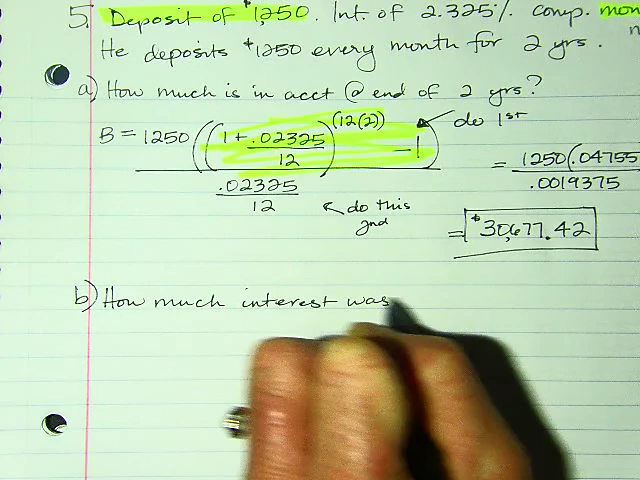 5. Deposit of $1,250. Int. of 2.325% comp. mon
He deposits $1250 every month for 2 yrs.
a) How much is in acct @ end of 2 yrs?
B = 1250((1 + .02325/12)^(12(2)) - 1) / (.02325/12) do 1st
do this 2nd
= 1250(.04755 / .0019375
= $30,677.42
b) How much interest was